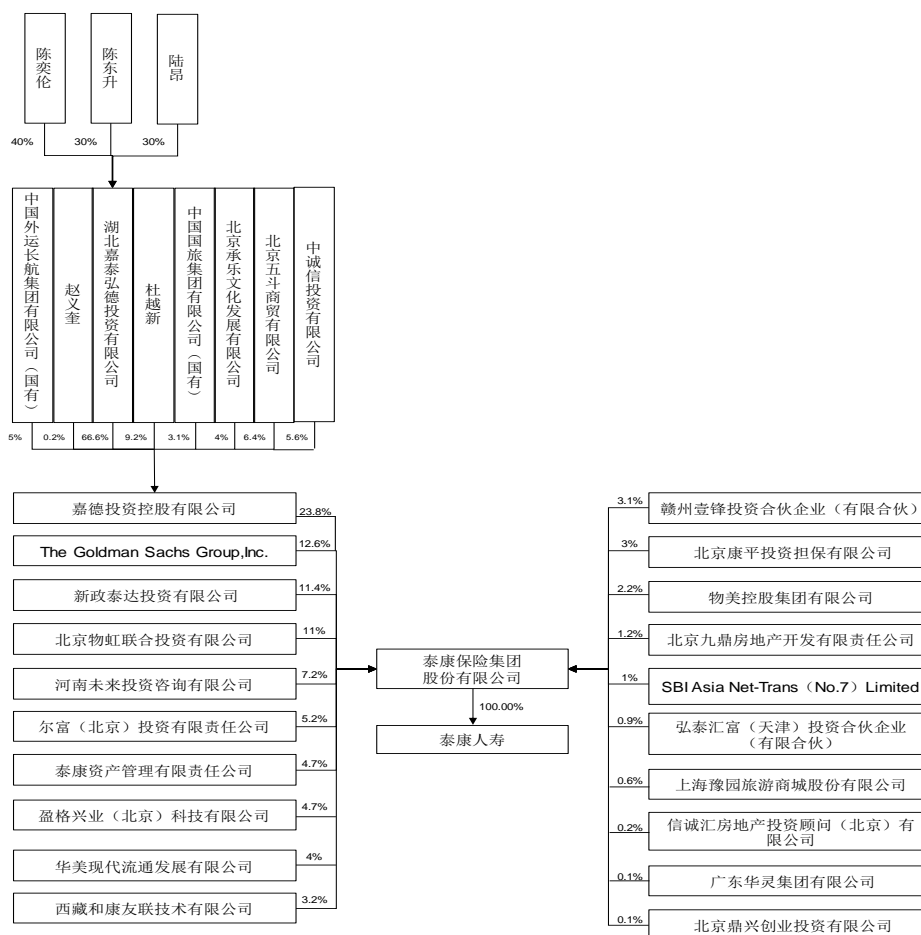 陈奕伦
陈东升
陆昂
40%
30%
30%
中国外运长航集团有限公司（国有）
赵义奎
湖北嘉泰弘德投资有限公司
杜越新
中国国旅集团有限公司（国有）
北京承乐文化发展有限公司
北京五斗商贸有限公司
中诚信投资有限公司
5%
0.2%
66.6%
9.2%
3.1%
4%
6.4%
5.6%
嘉德投资控股有限公司
23.8%
The Goldman Sachs Group,Inc.
12.6%
新政泰达投资有限公司
11.4%
北京物虹联合投资有限公司
11%
河南未来投资咨询有限公司
7.2%
尔富（北京）投资有限责任公司
5.2%
泰康资产管理有限责任公司
4.7%
盈格兴业（北京）科技有限公司
4.7%
华美现代流通发展有限公司
4%
西藏和康友联技术有限公司
3.2%
泰康保险集团
股份有限公司
100.00%
泰康人寿
3.1%
赣州壹锋投资合伙企业（有限合伙）
3%
北京康平投资担保有限公司
2.2%
物美控股集团有限公司
1.2%
北京九鼎房地产开发有限责任公司
1%
SBI Asia Net-Trans（No.7）Limited
0.9%
弘泰汇富（天津）投资合伙企业
（有限合伙）
0.6%
上海豫园旅游商城股份有限公司
0.2%
信诚汇房地产投资顾问（北京）有
限公司
0.1%
广东华灵集团有限公司
0.1%
北京鼎兴创业投资有限公司